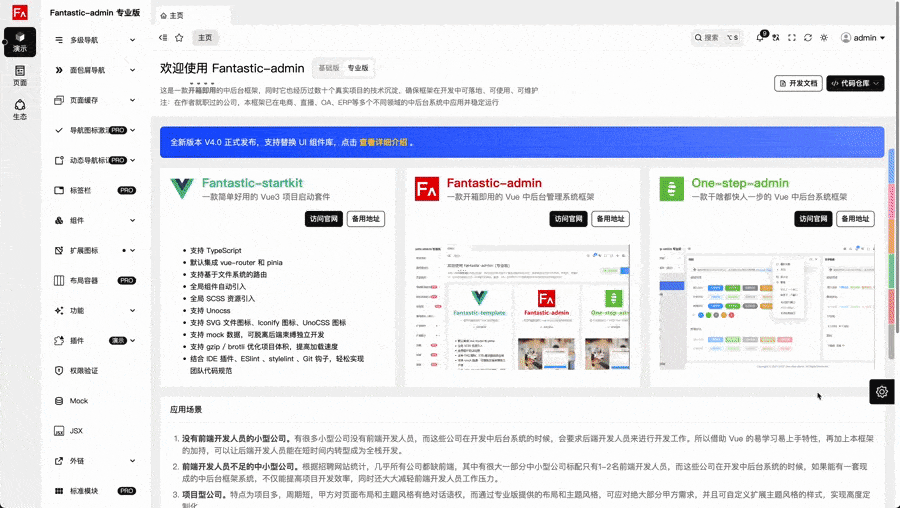 Fantastic-admin 专业版
主页
演示
页面
生态
多级导航
面包屑导航
页面缓存
导航图标激活 PRO
动态导航标记 PRO
标签栏 PRO
组件
扩展图标
布局容器 PRO
功能
插件 演示
权限验证
Mock
JSX
外链
标准模块 PRO
主页
搜索 ⌥ S
9
admin
欢迎使用 Fantastic-admin
基础版 专业版
这是一款开箱即用的中后台框架，同时它也经历过数十个真实项目的技术沉淀，确保框架在开发中可落地、可使用、可维护
注：在作者就职过的公司，本框架已在电商、直播、OA、ERP等多个不同领域的中后台系统中应用并稳定运行
开发文档
代码仓库
全新版本 V4.0 正式发布，支持替换 UI 组件库，点击 查看详细介绍 。
Fantastic-startkit
一款简单好用的 Vue3 项目启动套件
访问官网 备用地址
支持 TypeScript
默认集成 vue-router 和 pinia
支持基于文件系统的路由
全局组件自动引入
全局 SCSS 资源引入
支持 Unocss
支持 SVG 文件图标、Iconify 图标、UnoCSS 图标
支持 mock 数据，可脱离后端束缚独立开发
支持 gzip / brotli 优化项目体积，提高加载速度
结合 IDE 插件、ESlint 、stylelint 、Git 钩子，轻松实现
团队代码规范
Fantastic-admin
一款开箱即用的 Vue 中后台管理系统框架
访问官网 备用地址
Fantastic-template
Fantastic-admin
One-step-admin
一款干啥都快人一步的 Vue 中后台系统框架
访问官网 备用地址
应用场景
1. 没有前端开发人员的小型公司。有很多小型公司没有前端开发人员，而这些公司在开发中后台系统的时候，会要求后端开发人员来进行开发工作。所以借助 Vue 的易学习易上手特性，再加上本框架
的加持，可以让后端开发人员能在短时间内转型成为全栈开发。
2. 前端开发人员不足的中小型公司。根据招聘网站统计，几乎所有公司都缺前端，其中有很大一部分中小型公司标配只有1~2名前端开发人员，而这些公司在开发中后台系统的时候，如果能有一套现
成的中后台框架系统，不仅能提高项目开发效率，同时还大大减轻前端开发人员工作压力。
3. 项目型公司。特点为项目多，周期短，甲方对页面布局和主题风格有绝对话语权，而通过专业版提供的布局和主题风格，可应对绝大部分甲方需求，并且可自定义扩展主题风格的样式，实现高度定
制化。